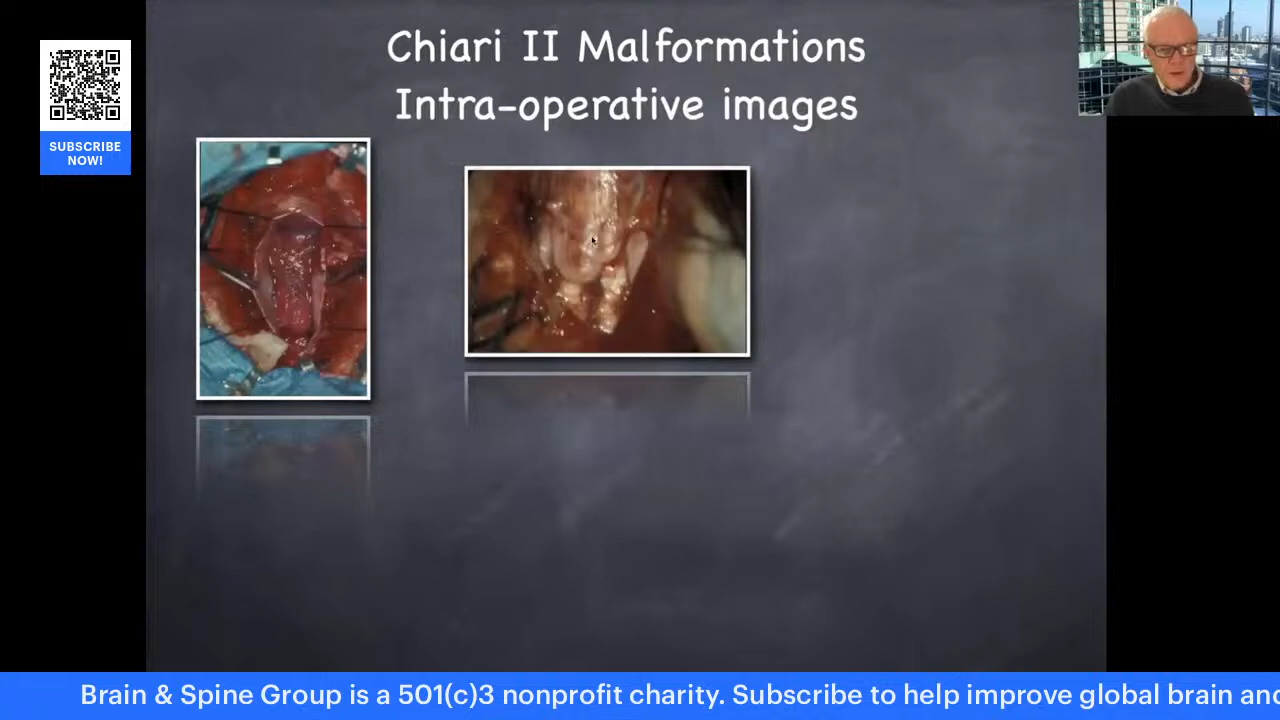 Chiari II Malformations
Intra-operative images
SUBSCRIBE
NOW!
Brain & Spine Group is a 501(c)3 nonprofit charity. Subscribe to help improve global brain and